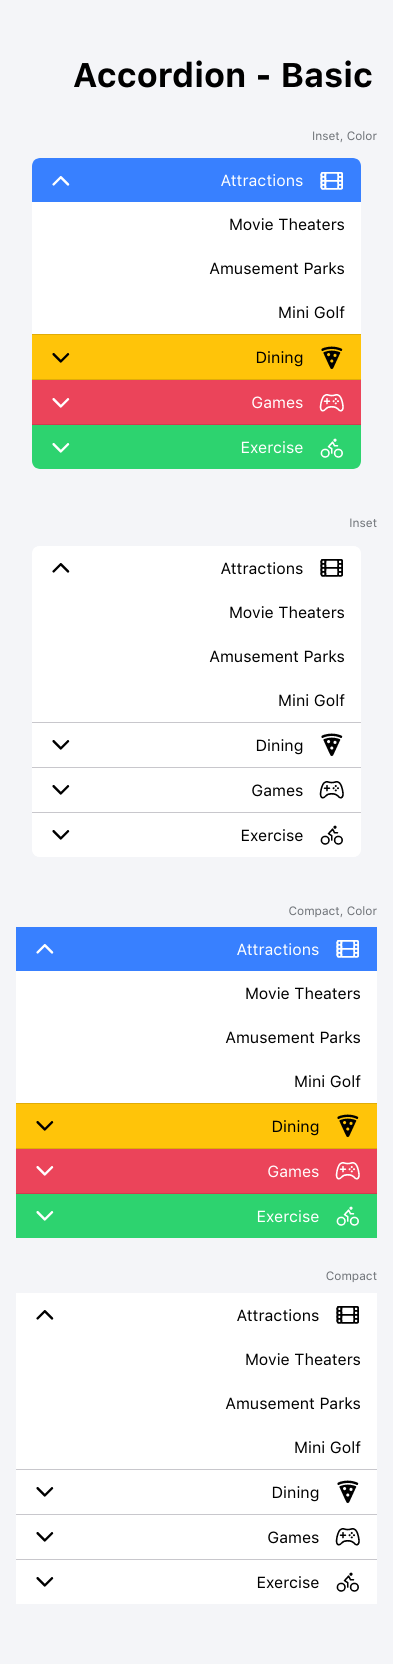 Accordion - Basic
Inset, Color
Attractions
Movie Theaters
Amusement Parks
Mini Golf
Dining
Games
Exercise
Inset
Attractions
Movie Theaters
Amusement Parks
Mini Golf
Dining
Games
Exercise
Compact, Color
Attractions
Movie Theaters
Amusement Parks
Mini Golf
Dining
Games
Exercise
Compact
Attractions
Movie Theaters
Amusement Parks
Mini Golf
Dining
Games
Exercise